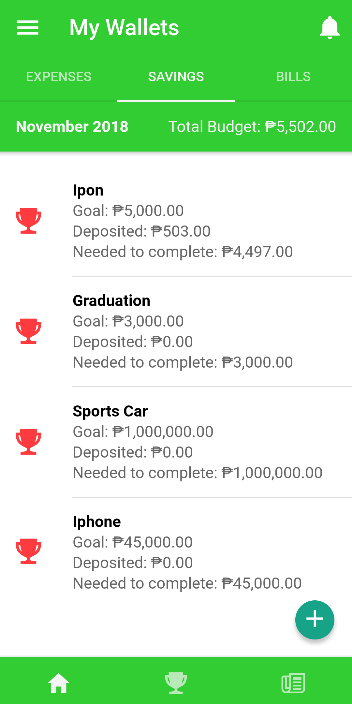 My Wallets
EXPENSES SAVINGS BILLS
November 2018 Total Budget: ₱5,502.00
Ipon
Goal: ₱5,000.00
Deposited: ₱503.00
Needed to complete: ₱4,497.00
Graduation
Goal: ₱3,000.00
Deposited: ₱0.00
Needed to complete: ₱3,000.00
Sports Car
Goal: ₱1,000,000.00
Deposited: ₱0.00
Needed to complete: ₱1,000,000.00
Iphone
Goal: ₱45,000.00
Deposited: ₱0.00
Needed to complete: ₱45,000.00